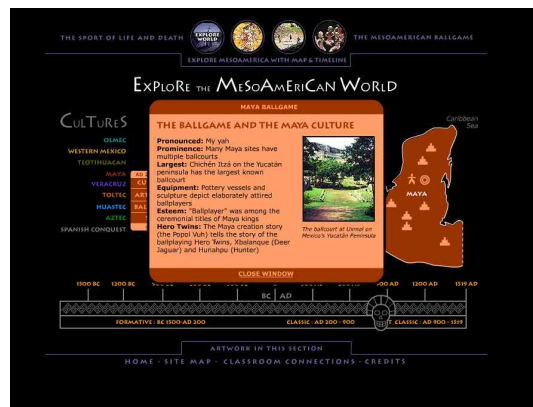 THE SPORT OF LIFE AND DEATH
EXPLORE WORLD
THE MESOAMERICAN BALLGAME
EXPLORE MESOAMERICA WITH MAP & TIMELINE
EXPLORE THE MESOAMERICAN WORLD
MAYA BALLGAME
THE BALLGAME AND THE MAYA CULTURE
Pronounced: My yah
Prominence: Many Maya sites have
multiple ballcourts
Largest: Chichén Itzá on the Yucatán
peninsula has the largest known
ballcourt
Equipment: Pottery vessels and
sculpture depict elaborately attired
ballplayers
Esteem: "Ballplayer" was among the
ceremonial titles of Maya kings
Hero Twins: The Maya creation story
(the Popol Vuh) tells the story of the
ballplaying Hero Twins, Xbalanque (Deer
Jaguar) and Hunahpu (Hunter)
The ballcourt at Uxmal on
Mexico's Yucatán Peninsula
CLOSE WINDOW
CULTURES
OLMEC
WESTERN MEXICO
TEOTIHUACAN
MAYA
VERACRUZ
TOLTEC
HUASTEC
AZTEC
SPANISH CONQUEST
Caribbean
Sea
MAYA
1500 BC 1200 BC
AD 1200 AD 1519 AD
BC AD
FORMATIVE : BC 1500-AD 200 CLASSIC : AD 200 - 900 CLASSIC : AD 900 - 1519
ARTWORK IN THIS SECTION
HOME · SITE MAP · CLASSROOM CONNECTIONS · CREDITS